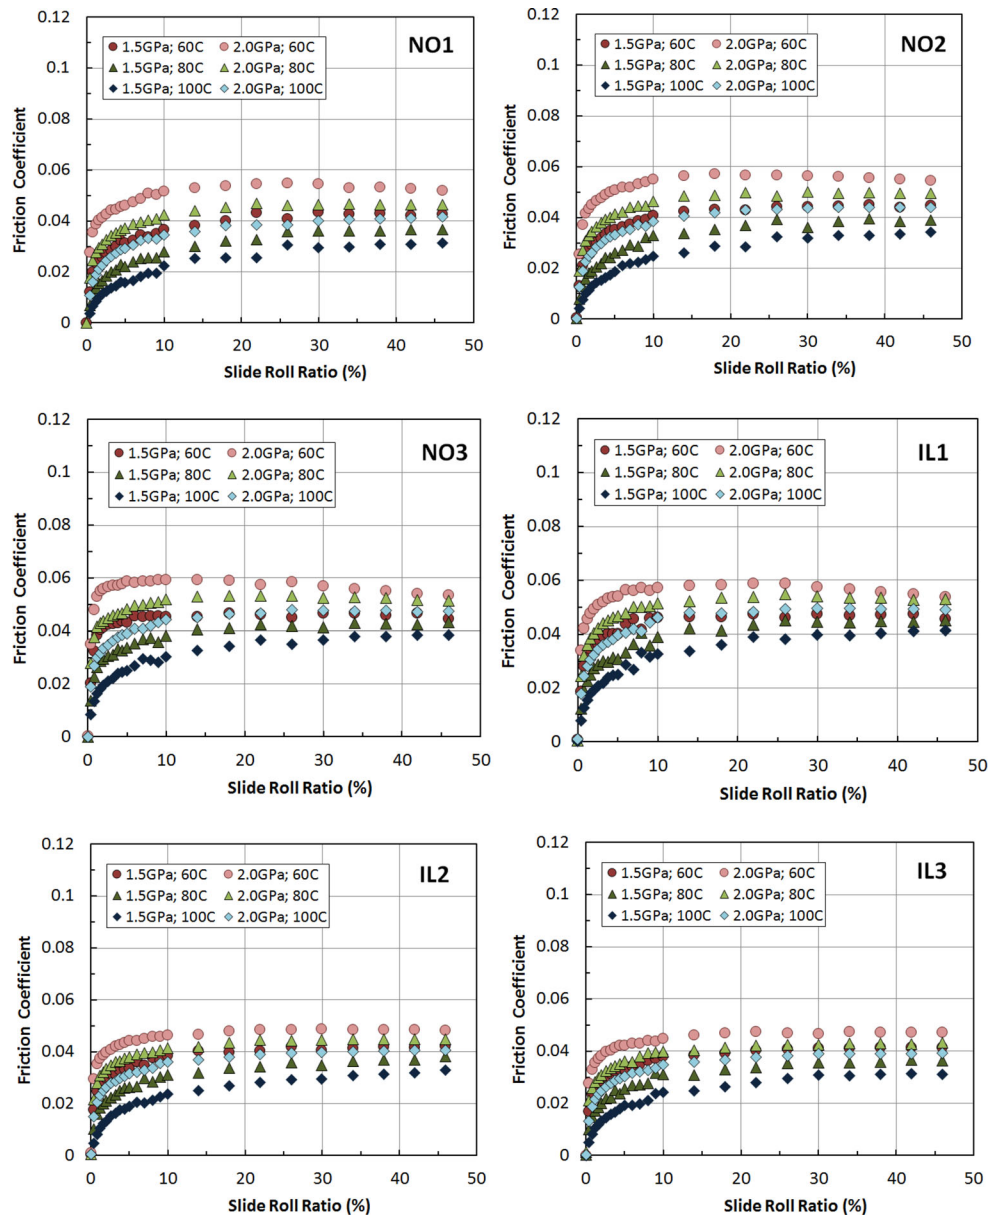 NO1
1.5GPa; 60C 2.0GPa; 60C
1.5GPa; 80C 2.0GPa; 80C
1.5GPa; 100C 2.0GPa; 100C
Friction Coefficient
0.12
0.1
0.08
0.06
0.04
0.02
0
0 10 20 30 40 50
Slide Roll Ratio (%)
NO2
1.5GPa; 60C 2.0GPa; 60C
1.5GPa; 80C 2.0GPa; 80C
1.5GPa; 100C 2.0GPa; 100C
Friction Coefficient
0.12
0.1
0.08
0.06
0.04
0.02
0
0 10 20 30 40 50
Slide Roll Ratio (%)
NO3
1.5GPa; 60C 2.0GPa; 60C
1.5GPa; 80C 2.0GPa; 80C
1.5GPa; 100C 2.0GPa; 100C
Friction Coefficient
0.12
0.1
0.08
0.06
0.04
0.02
0
0 10 20 30 40 50
Slide Roll Ratio (%)
IL1
1.5GPa; 60C 2.0GPa; 60C
1.5GPa; 80C 2.0GPa; 80C
1.5GPa; 100C 2.0GPa; 100C
Friction Coefficient
0.12
0.1
0.08
0.06
0.04
0.02
0
0 10 20 30 40 50
Slide Roll Ratio (%)
IL2
1.5GPa; 60C 2.0GPa; 60C
1.5GPa; 80C 2.0GPa; 80C
1.5GPa; 100C 2.0GPa; 100C
Friction Coefficient
0.12
0.1
0.08
0.06
0.04
0.02
0
0 10 20 30 40 50
Slide Roll Ratio (%)
IL3
1.5GPa; 60C 2.0GPa; 60C
1.5GPa; 80C 2.0GPa; 80C
1.5GPa; 100C 2.0GPa; 100C
Friction Coefficient
0.12
0.1
0.08
0.06
0.04
0.02
0
0 10 20 30 40 50
Slide Roll Ratio (%)